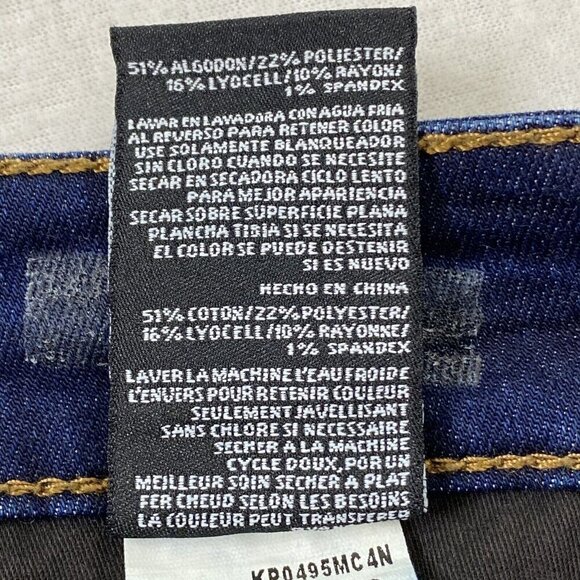 51% ALGODON/22% POLIESTER/
16% LYOCELL/10% RAYON/
1% SPANDEX
LAVAR EN LAVADORA CON AGUA FRIA
AL REVERSO PARA RETENER COLOR
USE SOLAMENTE BLANQUEADOR
SIN CLORO CUANDO SE NECESITE
SECAR EN SECADORA CICLO LENTO
PARA MEJOR APARIENCIA
SECAR SOBRE SUPERFICIE PLANA
PLANCHA TIBIA SI SE NECESITA
EL COLOR SE PUEDE DESTENIR
SI ES NUEVO
HECHO EN CHINA
51% COTON/22% POLYESTER/
16% LYOCELL/10% RAYONNE/
1% SPANDEX
LAVER LA MACHINE L'EAU FROIDE
L'ENVERS POUR RETENIR COULEUR
SEULEMENT JAVELLISANT
SANS CHLORE SI NECESSAIRE
SECHER A LA MACHINE
CYCLE DOUX, POR UN
MEILLEUR SOIN SECHER A PLAT
FER CHEUD SELON LES BESOINS
LA COULEUR PEUT TRANSFERER
KP0495MC4N